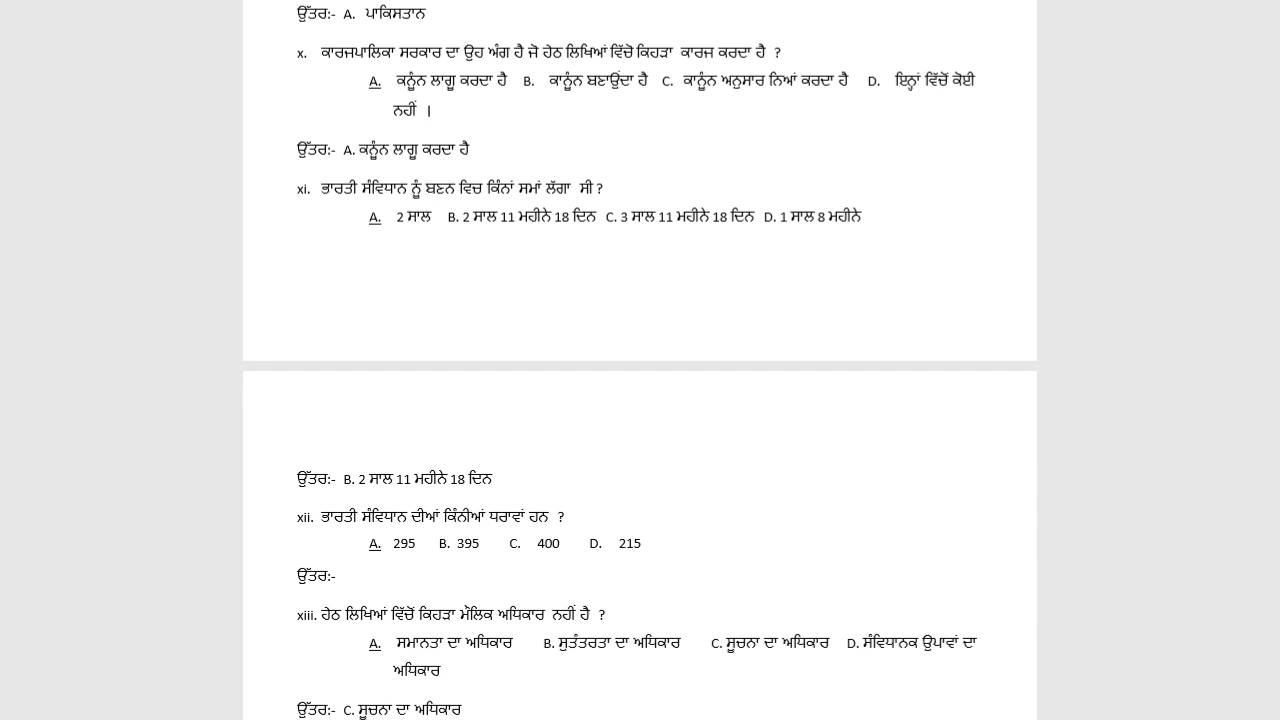 ਉੱਤਰ:- A. ਪਾਕਿਸਤਾਨ
x. ਕਾਰਜਪਾਲਿਕਾ ਸਰਕਾਰ ਦਾ ਉਹ ਅੰਗ ਹੈ ਜੋ ਹੇਠ ਲਿਖਿਆਂ ਵਿੱਚੋ ਕਿਹੜਾ ਕਾਰਜ ਕਰਦਾ ਹੈ ?
A. ਕਨੂੰਨ ਲਾਗੂ ਕਰਦਾ ਹੈ B. ਕਾਨੂੰਨ ਬਣਾਉਂਦਾ ਹੈ C. ਕਾਨੂੰਨ ਅਨੁਸਾਰ ਨਿਆਂ ਕਰਦਾ ਹੈ D. ਇਨ੍ਹਾਂ ਵਿੱਚੋਂ ਕੋਈ
ਨਹੀਂ ।
ਉੱਤਰ:- A. ਕਨੂੰਨ ਲਾਗੂ ਕਰਦਾ ਹੈ
xi. ਭਾਰਤੀ ਸੰਵਿਧਾਨ ਨੂੰ ਬਣਨ ਵਿਚ ਕਿੰਨਾਂ ਸਮਾਂ ਲੱਗਾ ਸੀ ?
A. 2 ਸਾਲ B. 2 ਸਾਲ 11 ਮਹੀਨੇ 18 ਦਿਨ C. 3 ਸਾਲ 11 ਮਹੀਨੇ 18 ਦਿਨ D. 1 ਸਾਲ 8 ਮਹੀਨੇ
ਉੱਤਰ:- B. 2 ਸਾਲ 11 ਮਹੀਨੇ 18 ਦਿਨ
xii. ਭਾਰਤੀ ਸੰਵਿਧਾਨ ਦੀਆਂ ਕਿੰਨੀਆਂ ਧਰਾਵਾਂ ਹਨ ?
A. 295 B. 395 C. 400 D. 215
ਉੱਤਰ:-
xiii. ਹੇਠ ਲਿਖਿਆਂ ਵਿੱਚੋਂ ਕਿਹੜਾ ਮੌਲਿਕ ਅਧਿਕਾਰ ਨਹੀਂ ਹੈ ?
A. ਸਮਾਨਤਾ ਦਾ ਅਧਿਕਾਰ B. ਸੁਤੰਤਰਤਾ ਦਾ ਅਧਿਕਾਰ C. ਸੂਚਨਾ ਦਾ ਅਧਿਕਾਰ D. ਸੰਵਿਧਾਨਕ ਉਪਾਵਾਂ ਦਾ
ਅਧਿਕਾਰ
ਉੱਤਰ:- C. ਸੂਚਨਾ ਦਾ ਅਧਿਕਾਰ